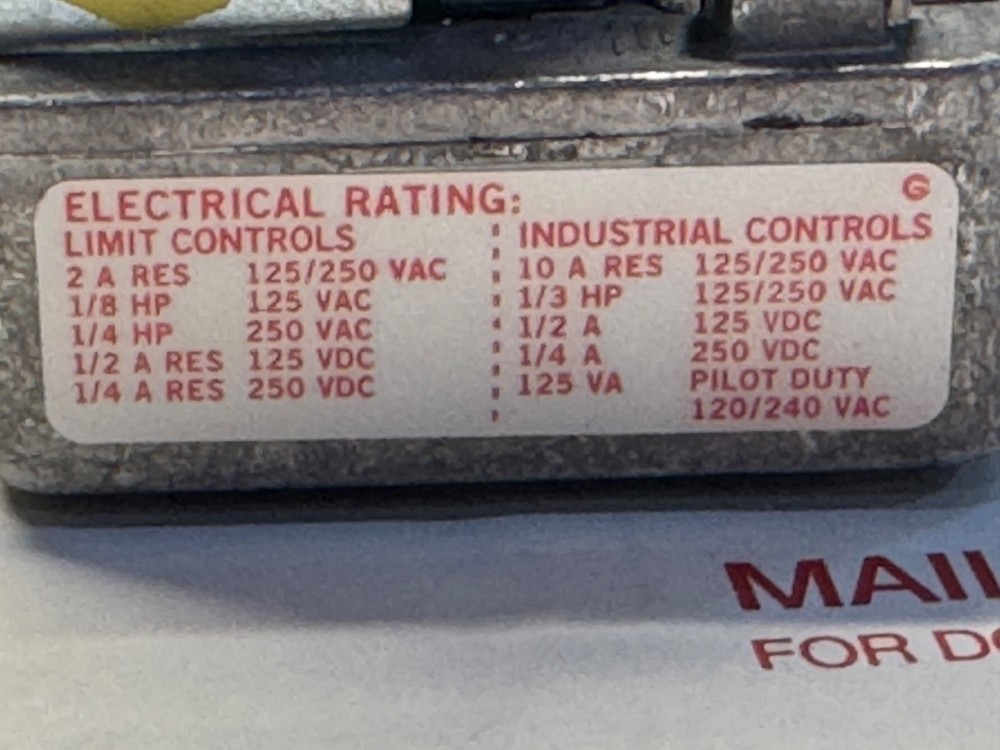 ELECTRICAL RATING:
G
LIMIT CONTROLS
2 A RES 125/250 VAC
1/8 HP 125 VAC
1/4 HP 250 VAC
1/2 A RES 125 VDC
1/4 A RES 250 VDC
INDUSTRIAL CONTROLS
10 A RES 125/250 VAC
1/3 HP 125/250 VAC
1/2 A 125 VDC
1/4 A 250 VDC
125 VA PILOT DUTY
120/240 VAC
MAIL
FOR